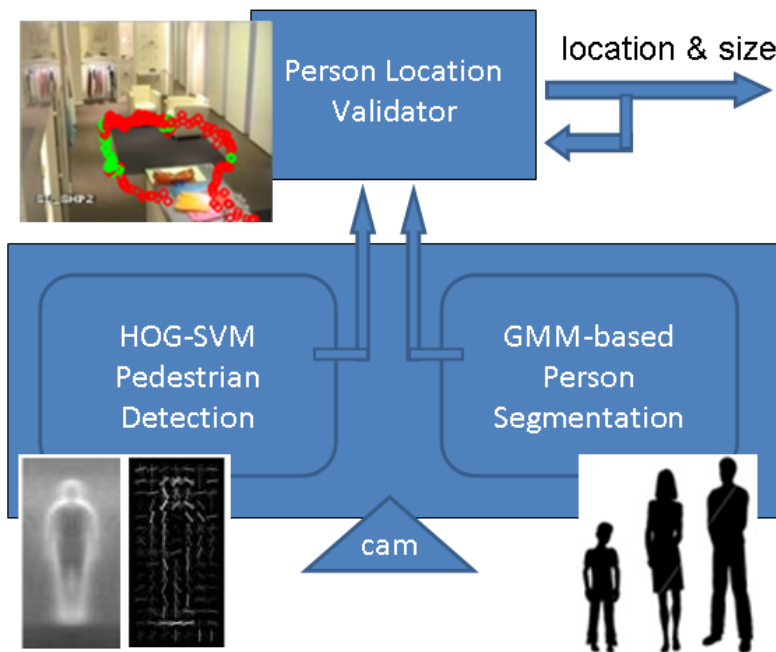 Person Location
Validator
location & size
HOG-SVM
Pedestrian
Detection
GMM-based
Person
Segmentation
cam